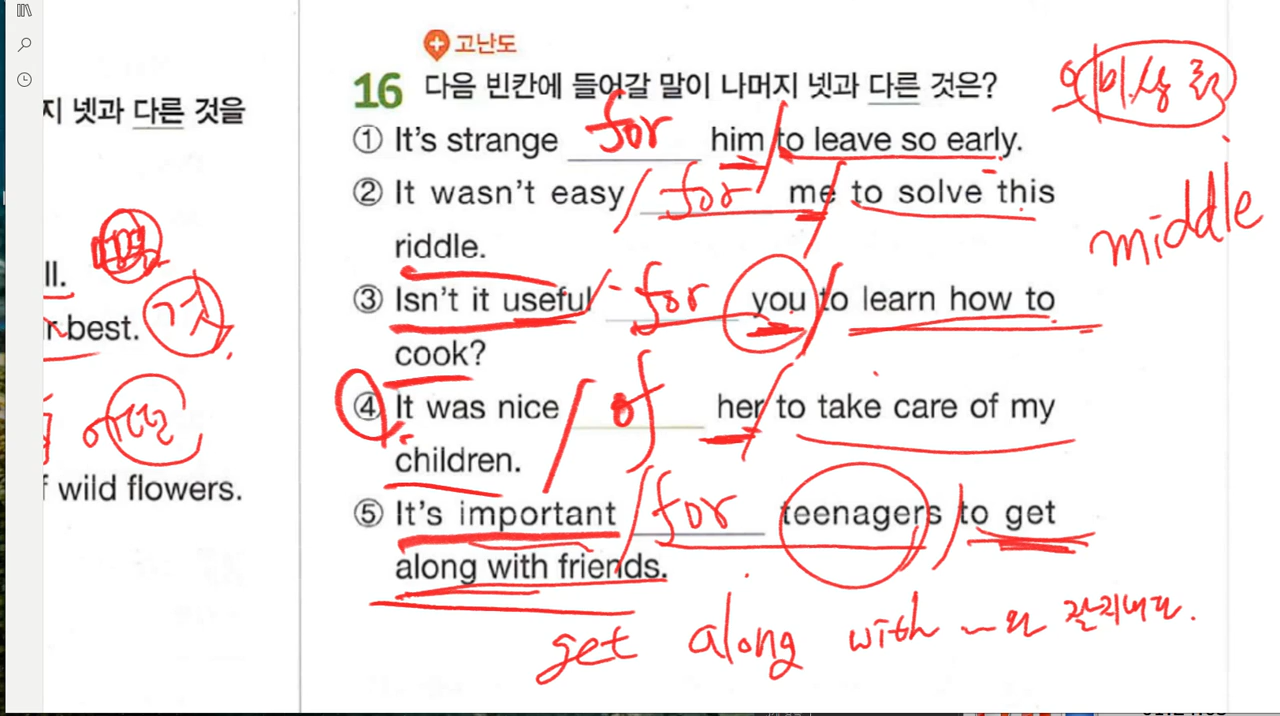 고난도
16 다음 빈칸에 들어갈 말이 나머지 넷과 다른 것은?
① It's strange for him to leave so early.
② It wasn't easy for me to solve this
riddle.
③ Isn't it useful for you to learn how to
cook?
④ It was nice of her to take care of my
children.
⑤ It's important for teenagers to get
along with friends.
get along with ~와 잘지내다.
middle
지 넷과 다른 것을
ll.
r best.
것
f wild flowers.